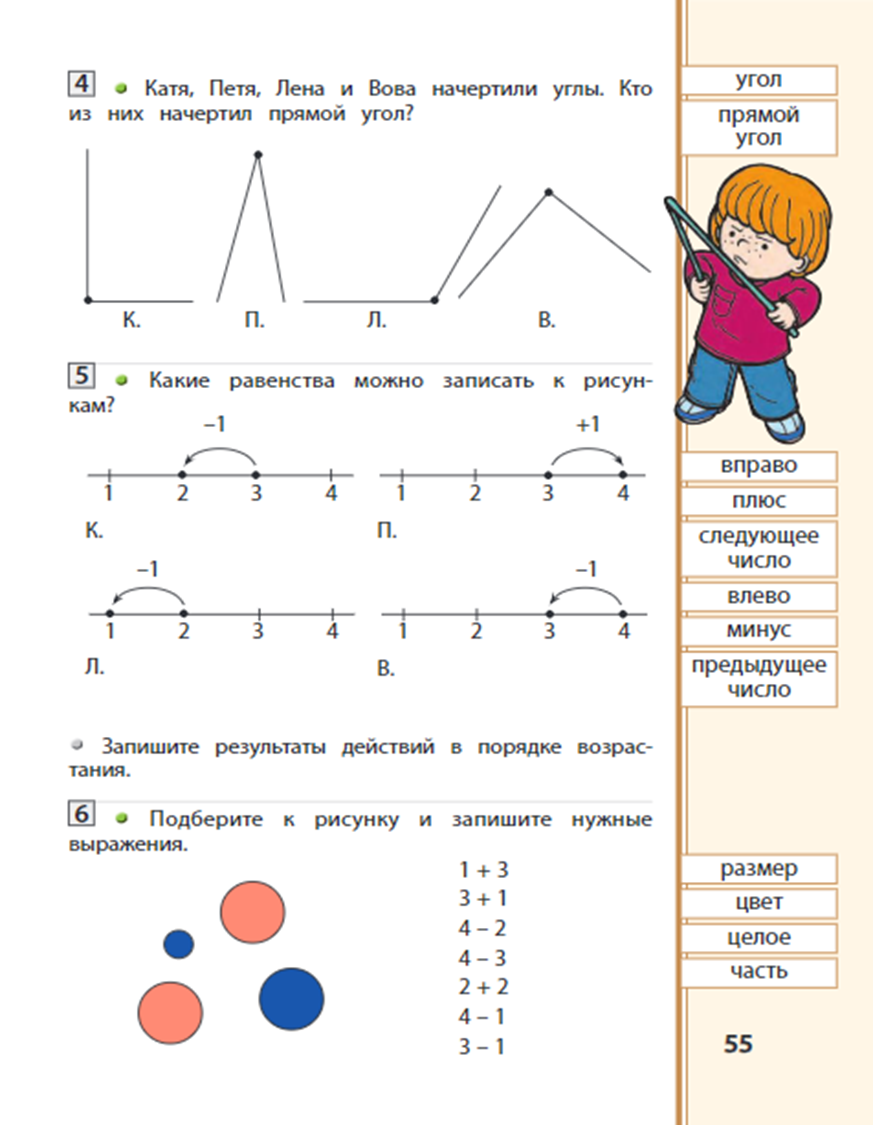 4 Катя, Петя, Лена и Вова начертили углы. Кто
из них начертил прямой угол?
К. П. Л. В.
5 Какие равенства можно записать к рисун-
кам?
–1 +1
1 2 3 4 1 2 3 4
К. П.
–1 –1
1 2 3 4 1 2 3 4
Л. В.
Запишите результаты действий в порядке возрас-
тания.
6 Подберите к рисунку и запишите нужные
выражения.
1 + 3
3 + 1
4 – 2
4 – 3
2 + 2
4 – 1
3 – 1
угол
прямой
угол
вправо
плюс
следующее
число
влево
минус
предыдущее
число
размер
цвет
целое
часть
55